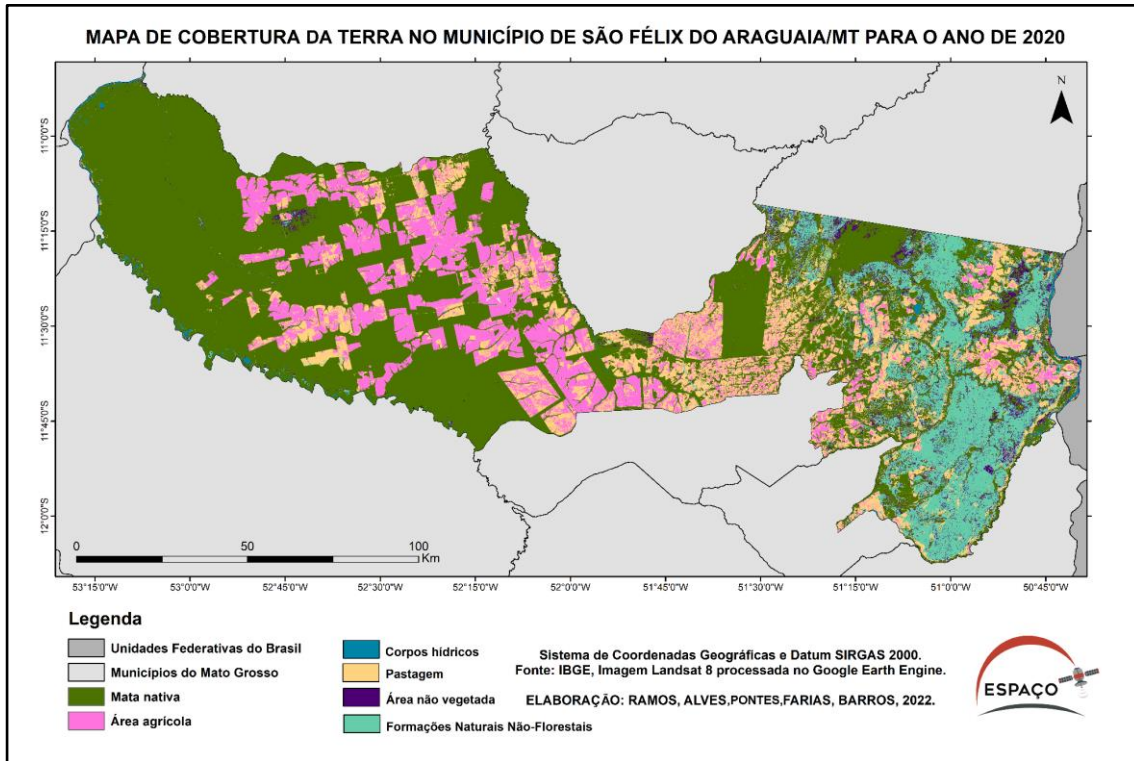 MAPA DE COBERTURA DA TERRA NO MUNICÍPIO DE SÃO FÉLIX DO ARAGUAIA/MT PARA O ANO DE 2020
N
11°0'0"S
11°15'0"S
11°30'0"S
11°45'0"S
12°0'0"S
0 50 100
Km
53°15'0"W 53°0'0"W 52°45'0"W 52°30'0"W 52°15'0"W 52°0'0"W 51°45'0"W 51°30'0"W 51°15'0"W 51°0'0"W 50°45'0"W
Legenda
Unidades Federativas do Brasil
Municípios do Mato Grosso
Mata nativa
Área agrícola
Corpos hídricos
Pastagem
Área não vegetada
Formações Naturais Não-Florestais
Sistema de Coordenadas Geográficas e Datum SIRGAS 2000.
Fonte: IBGE, Imagem Landsat 8 processada no Google Earth Engine.
ELABORAÇÃO: RAMOS, ALVES,PONTES,FARIAS, BARROS, 2022.
ESPAÇO